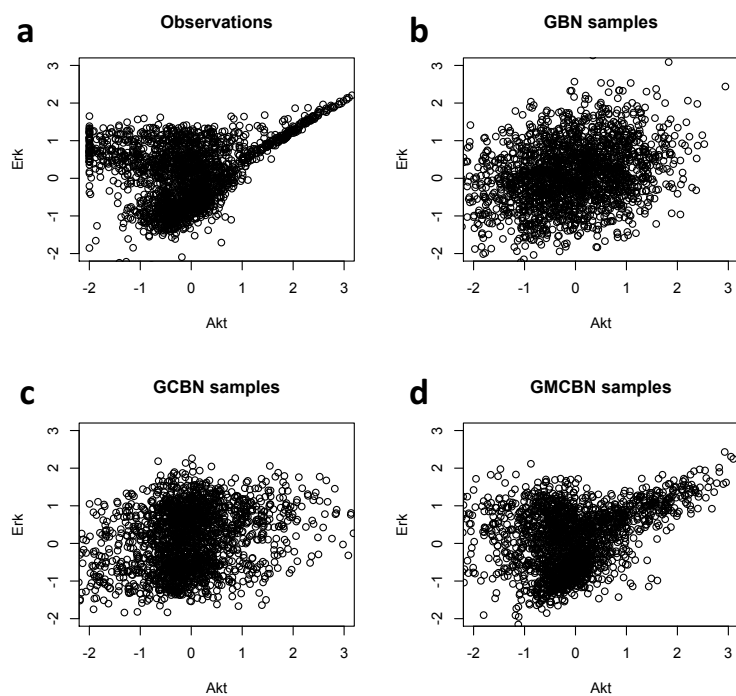 a
Observations
3
2
1
0
-1
-2
Erk
-2 -1 0 1 2 3
Akt
b
GBN samples
3
2
1
0
-1
-2
Erk
-2 -1 0 1 2 3
Akt
c
GCBN samples
3
2
1
0
-1
-2
Erk
-2 -1 0 1 2 3
Akt
d
GMCBN samples
3
2
1
0
-1
-2
Erk
-2 -1 0 1 2 3
Akt